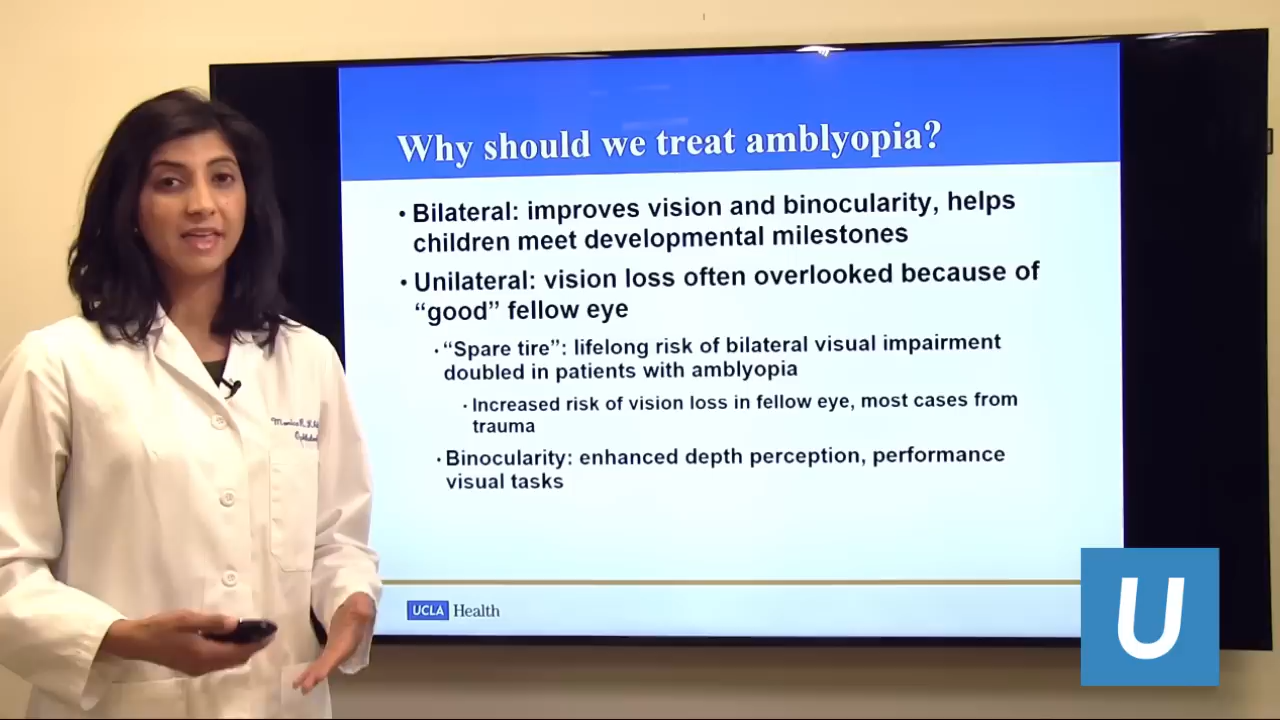 Why should we treat amblyopia?
• Bilateral: improves vision and binocularity, helps
children meet developmental milestones
• Unilateral: vision loss often overlooked because of
“good” fellow eye
· “Spare tire”: lifelong risk of bilateral visual impairment
doubled in patients with amblyopia
· Increased risk of vision loss in fellow eye, most cases from
trauma
· Binocularity: enhanced depth perception, performance
visual tasks
UCLA Health
U